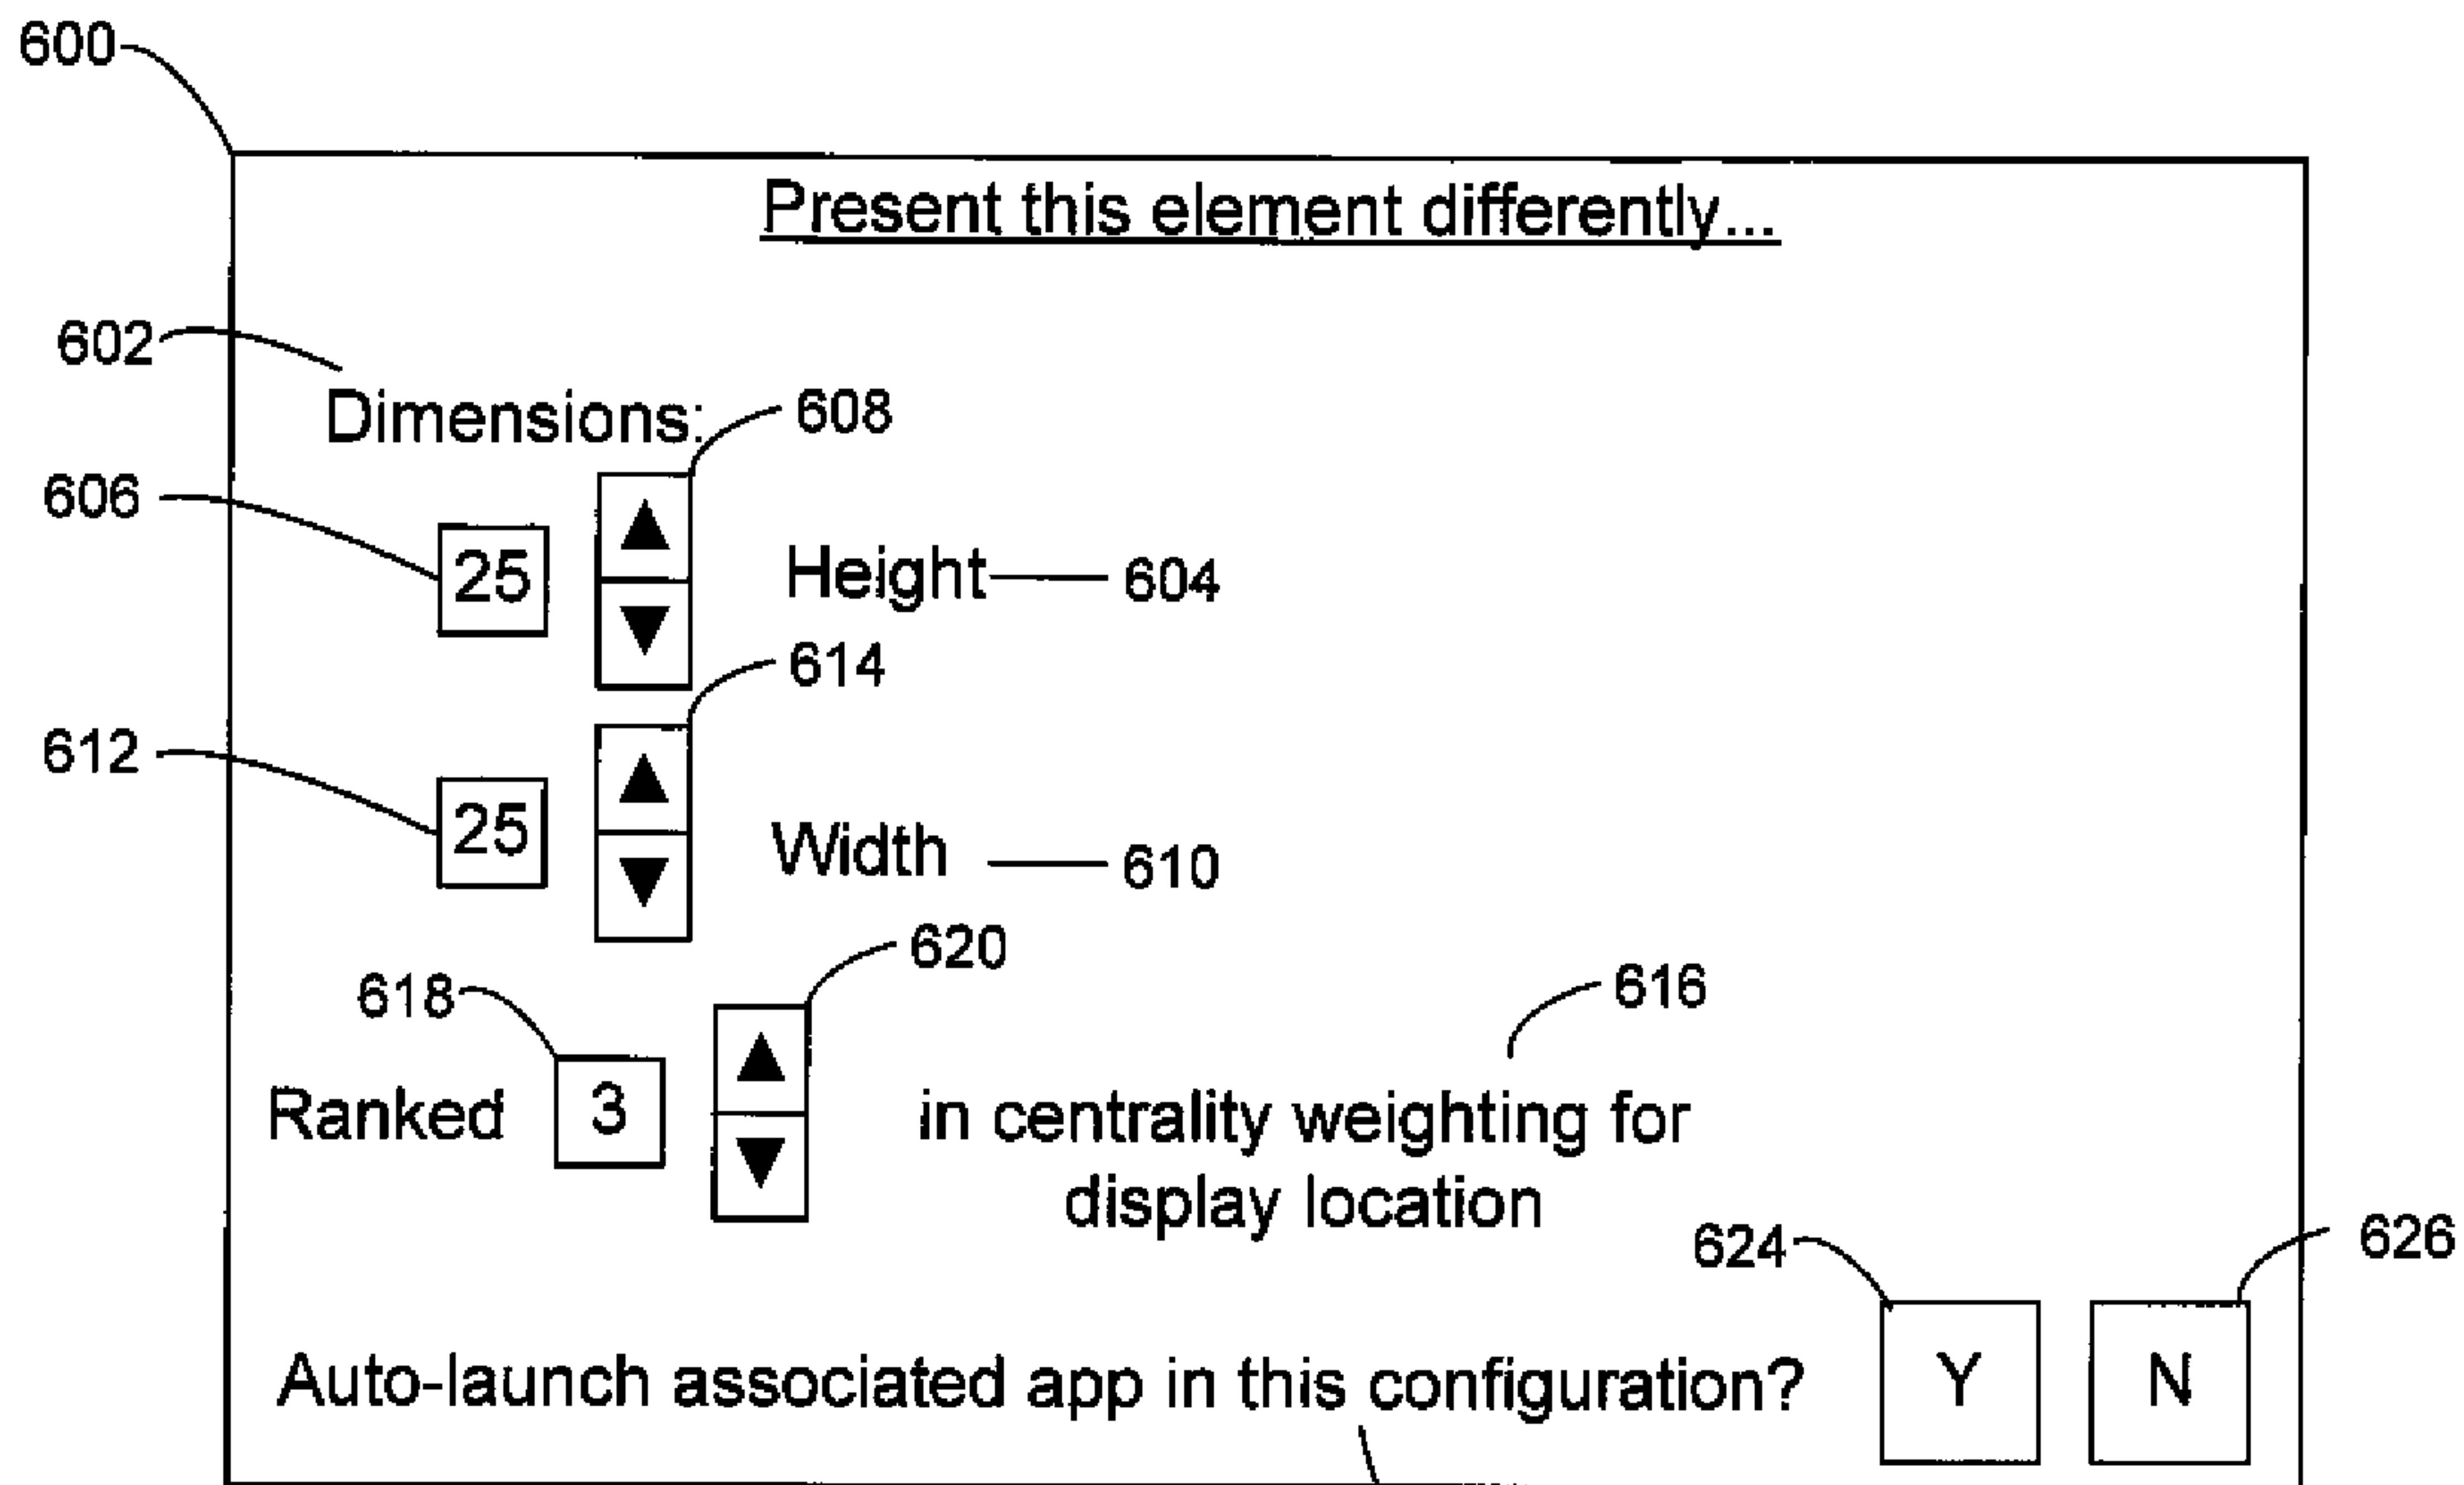 600
Present this element differently...
602
Dimensions:
608
606
25
Height
604
614
612
25
Width
610
620
618
616
Ranked
3
in centrality weighting for
display location
624
626
Auto-launch associated app in this configuration?
Y
N